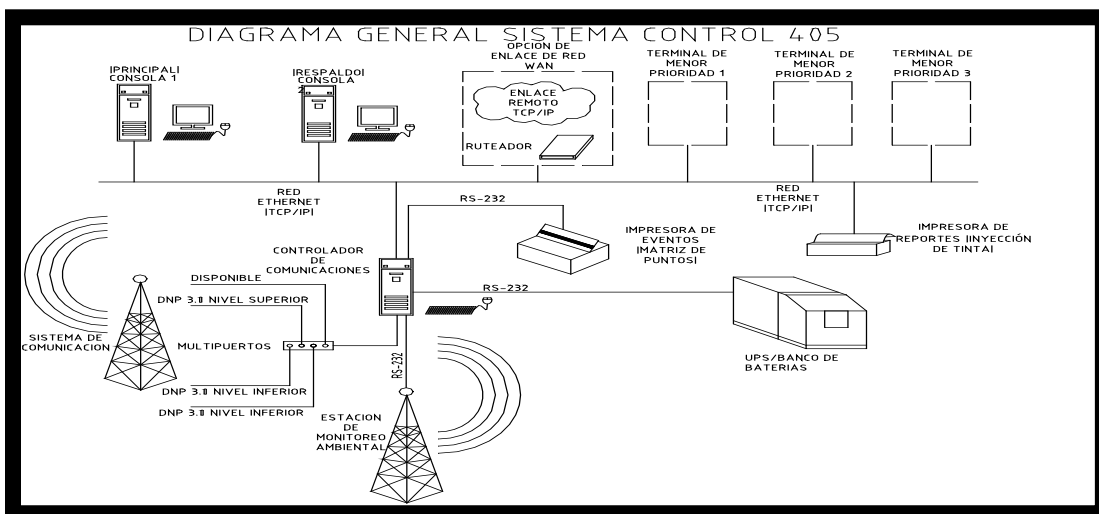 DIAGRAMA GENERAL SISTEMA CONTROL 405
|PRINCIPAL|
CONSOLA 1
|RESPALDO|
CONSOLA
2
OPCION DE
ENLACE DE RED
WAN
ENLACE
REMOTO
TCP/IP
RUTEADOR
TERMINAL DE
MENOR
PRIORIDAD 1
TERMINAL DE
MENOR
PRIORIDAD 2
TERMINAL DE
MENOR
PRIORIDAD 3
RED
ETHERNET
|TCP/IP|
RED
ETHERNET
|TCP/IP|
RS-232
IMPRESORA DE
EVENTOS
|MATRIZ DE
PUNTOS|
IMPRESORA DE
REPORTES |INYECCIÓN
DE TINTA|
CONTROLADOR
DE
COMUNICACIONES
DISPONIBLE
DNP 3.0 NIVEL SUPERIOR
RS-232
SISTEMA DE
COMUNICACION
MULTIPUERTOS
RS-232
UPS/BANCO DE
BATERIAS
DNP 3.0 NIVEL INFERIOR
DNP 3.0 NIVEL INFERIOR
ESTACION
DE
MONITOREO
AMBIENTAL